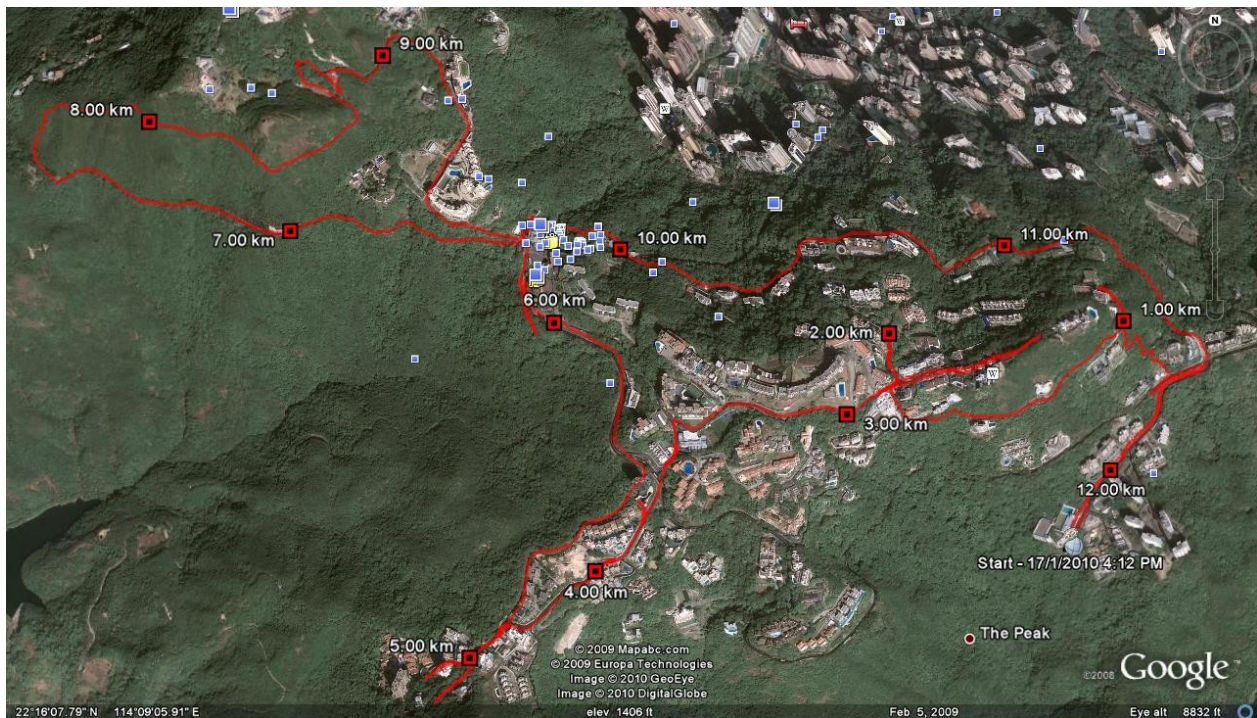 N
9.00 km
8.00 km
7.00 km
10.00 km
11.00 km
6.00 km
1.00 km
2.00 km
3.00 km
12.00 km
Start - 17/1/2010 4:12 PM
4.00 km
The Peak
5.00 km
© 2009 Mapabc.com
© 2009 Europa Technologies
Image © 2010 GeoEye
Image © 2010 DigitalGlobe
©2008 Google™
22°16'07.79" N 114°09'05.91" E
elev 1406 ft
Feb 5, 2009
Eye alt 8832 ft
W
W
W